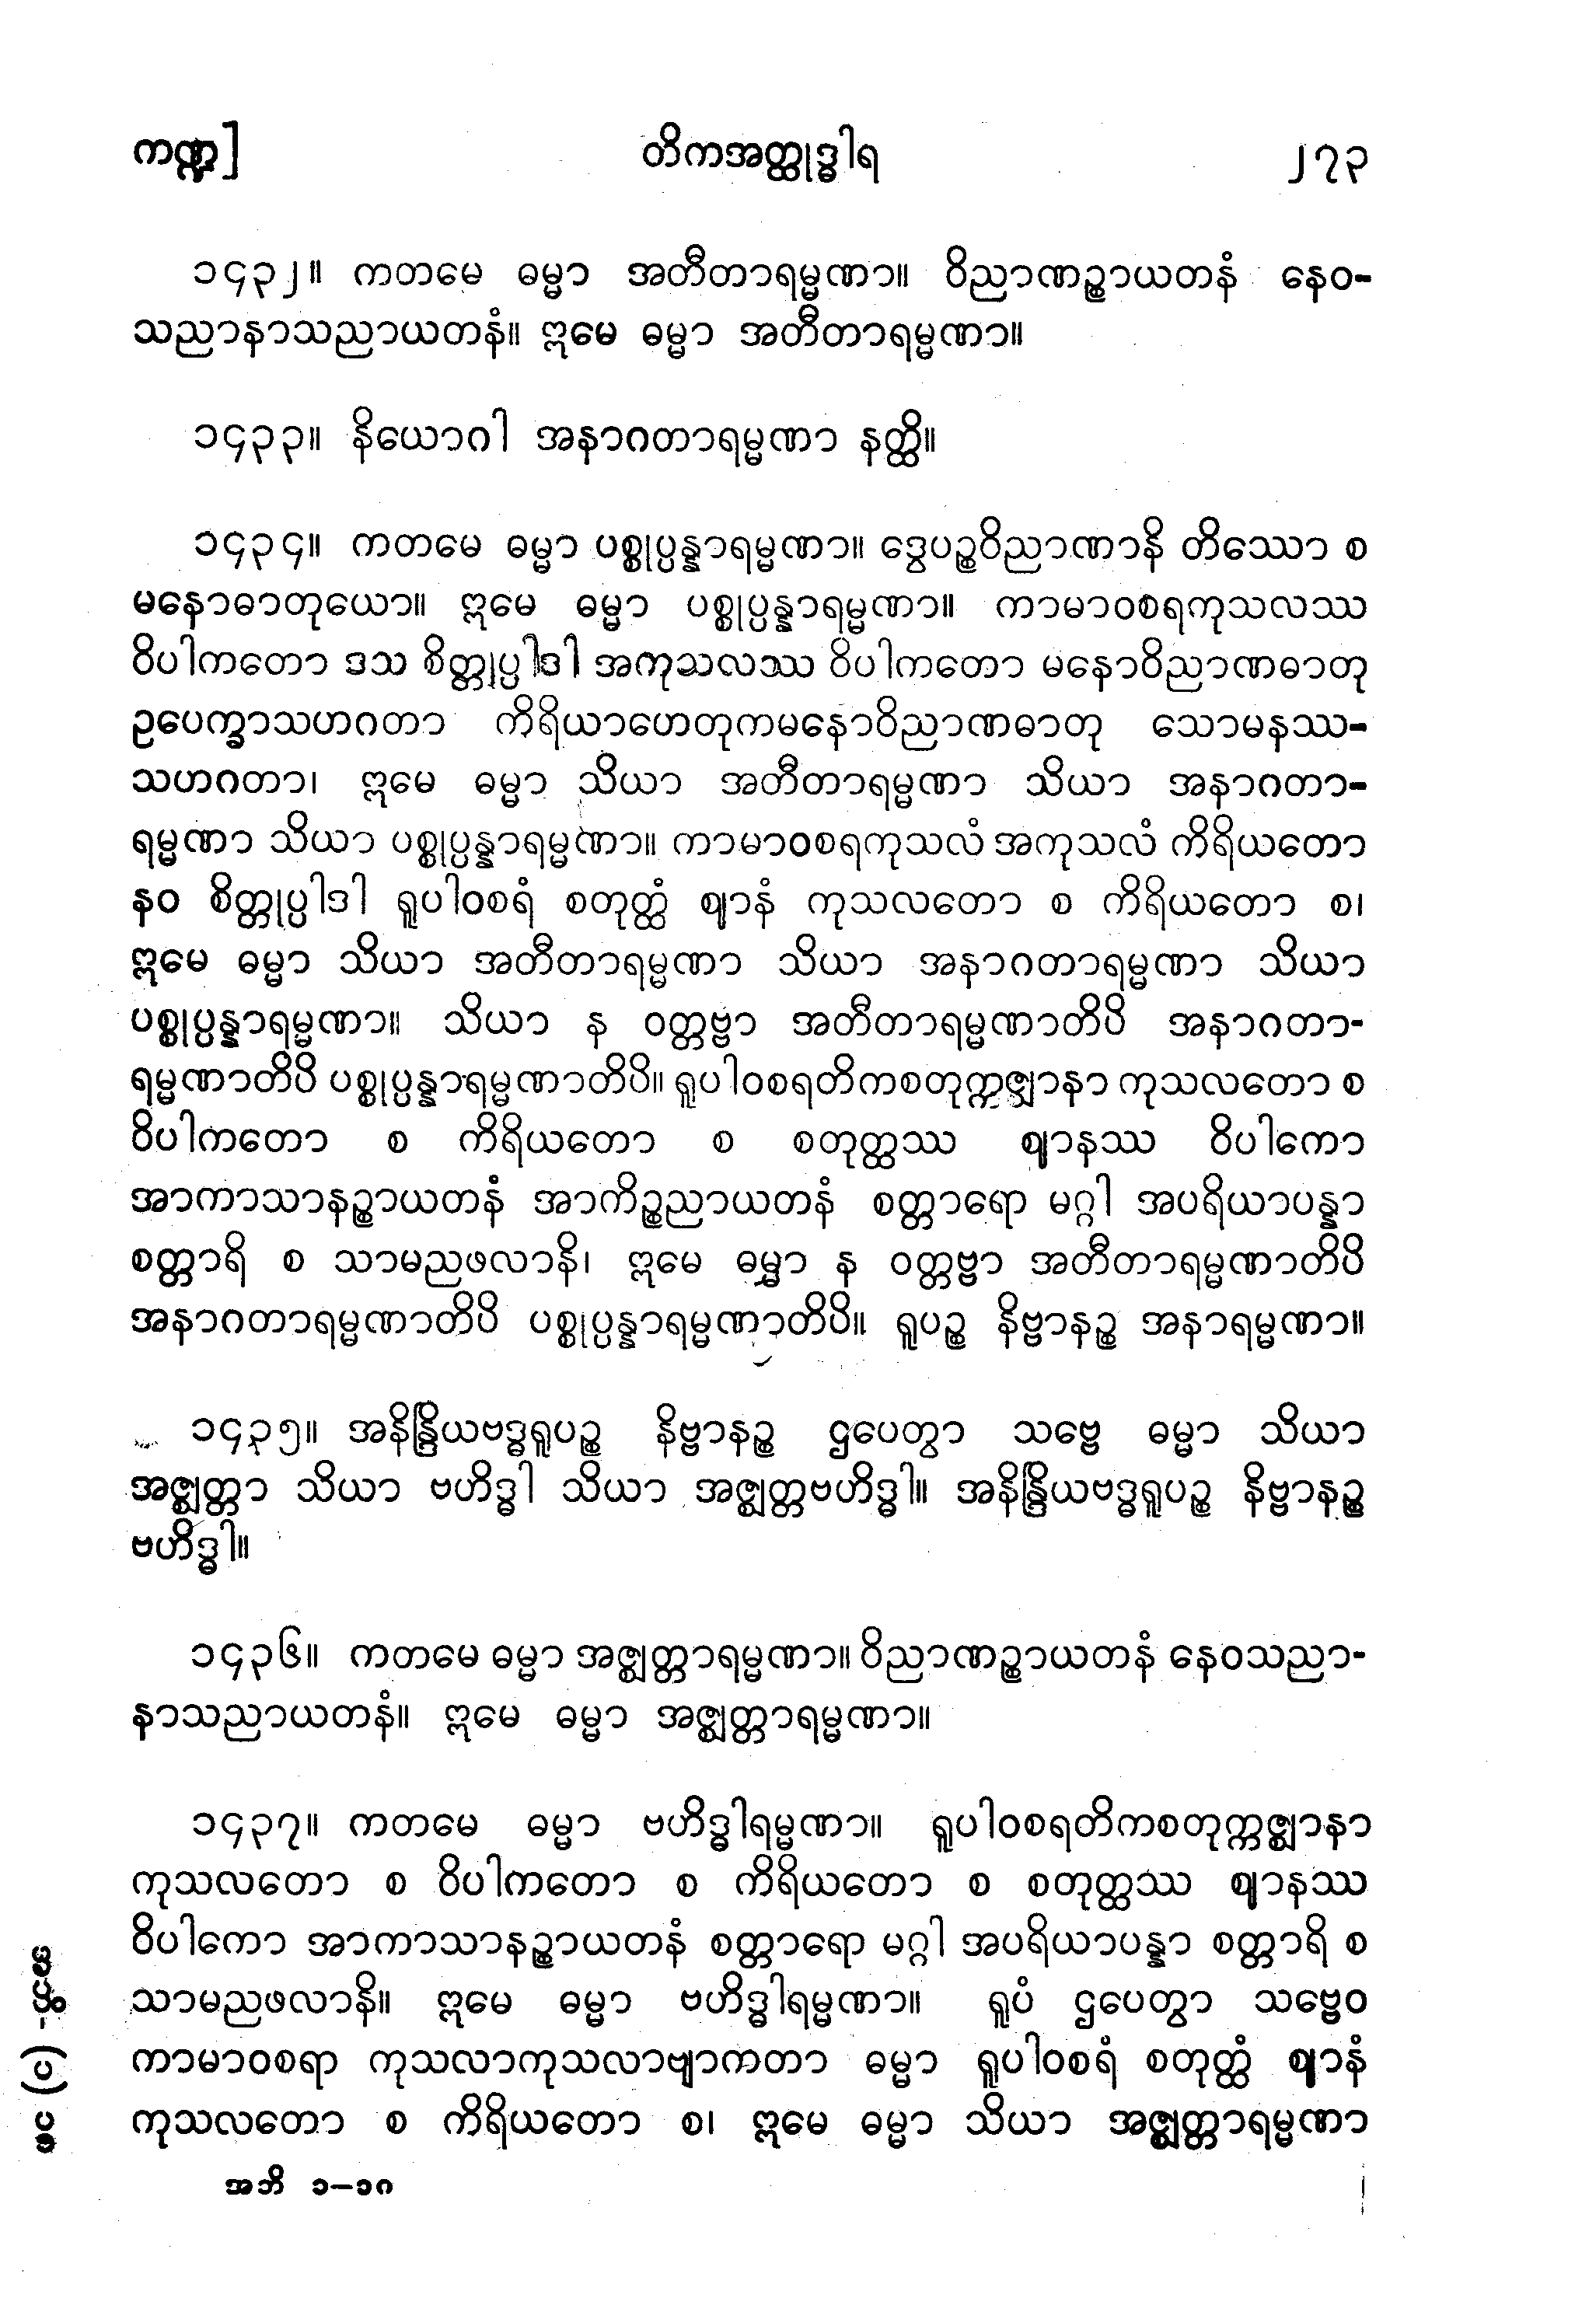 ကဏ္ဍ] တိကအတ္ထုဒ္ဓါရ ၂၇၃
၁၄၃၂။ ကတမေ ဓမ္မာ အတီတာရမ္မဏာ။ ဝိညာဏဉ္စာယတနံ နေဝ-
သညာနာသညာယတနံ။ ဣမေ ဓမ္မာ အတီတာရမ္မဏာ။
၁၄၃၃။ နိယောဂါ အနာဂတာရမ္မဏာ နတ္ထိ။
၁၄၃၄။ ကတမေ ဓမ္မာ ပစ္စုပ္ပန္နာရမ္မဏာ။ ဒွေပဉ္စဝိညာဏာနိ တိဿော စ
မနောဓာတုယော။ ဣမေ ဓမ္မာ ပစ္စုပ္ပန္နာရမ္မဏာ။ ကာမာဝစရကုသလဿ
ဝိပါကတော ဒသ စိတ္တုပ္ပါဒါ အကုသလဿ ဝိပါကတော မနောဝိညာဏဓာတု
ဥပေက္ခာသဟဂတာ ကိရိယာဟေတုကမနောဝိညာဏဓာတု သောမနဿ-
သဟဂတာ၊ ဣမေ ဓမ္မာ သိယာ အတီတာရမ္မဏာ သိယာ အနာဂတာ-
ရမ္မဏာ သိယာ ပစ္စုပ္ပန္နာရမ္မဏာ။ ကာမာဝစရကုသလံ အကုသလံ ကိရိယတော
နဝ စိတ္တုပ္ပါဒါ ရူပါဝစရံ စတုတ္ထံ ဈာနံ ကုသလတော စ ကိရိယတော စ၊
ဣမေ ဓမ္မာ သိယာ အတီတာရမ္မဏာ သိယာ အနာဂတာရမ္မဏာ သိယာ
ပစ္စုပ္ပန္နာရမ္မဏာ။ သိယာ န ဝတ္တဗ္ဗာ အတီတာရမ္မဏာတိပိ အနာဂတာ-
ရမ္မဏာတိပိ ပစ္စုပ္ပန္နာရမ္မဏာတိပိ။ ရူပါဝစရတိကစတုက္ကဇ္ဈာနာ ကုသလတော စ
ဝိပါကတော စ ကိရိယတော စ စတုတ္ထဿ ဈာနဿ ဝိပါကော
အာကာသာနဉ္စာယတနံ အာကိဉ္စညာယတနံ စတ္တာရော မဂ္ဂါ အပရိယာပန္နာ
စတ္တာရိ စ သာမညဖလာနိ၊ ဣမေ ဓမ္မာ န ဝတ္တဗ္ဗာ အတီတာရမ္မဏာတိပိ
အနာဂတာရမ္မဏာတိပိ ပစ္စုပ္ပန္နာရမ္မဏာတိပိ။ ရူပဉ္စ နိဗ္ဗာနဉ္စ အနာရမ္မဏာ။
၁၄၃၅။ အနိန္ဒြိယဗဒ္ဓရူပဉ္စ နိဗ္ဗာနဉ္စ ဌပေတွာ သဗ္ဗေ ဓမ္မာ သိယာ
အဇ္ဈတ္တာ သိယာ ဗဟိဒ္ဓါ သိယာ အဇ္ဈတ္တဗဟိဒ္ဓါ။ အနိန္ဒြိယဗဒ္ဓရူပဉ္စ နိဗ္ဗာနဉ္စ
ဗဟိဒ္ဓါ။
၁၄၃၆။ ကတမေ ဓမ္မာ အဇ္ဈတ္တာရမ္မဏာ။ ဝိညာဏဉ္စာယတနံ နေဝသညာ-
နာသညာယတနံ။ ဣမေ ဓမ္မာ အဇ္ဈတ္တာရမ္မဏာ။
၁၄၃၇။ ကတမေ ဓမ္မာ ဗဟိဒ္ဓါရမ္မဏာ။ ရူပါဝစရတိကစတုက္ကဇ္ဈာနာ
ကုသလတော စ ဝိပါကတော စ ကိရိယတော စ စတုတ္ထဿ ဈာနဿ
ဝိပါကော အာကာသာနဉ္စာယတနံ စတ္တာရော မဂ္ဂါ အပရိယာပန္နာ စတ္တာရိ စ
သာမညဖလာနိ။ ဣမေ ဓမ္မာ ဗဟိဒ္ဓါရမ္မဏာ။ ရူပံ ဌပေတွာ သဗ္ဗေဝ
ကာမာဝစရာ ကုသလာကုသလာဗျာကတာ ဓမ္မာ ရူပါဝစရံ စတုတ္ထံ ဈာနံ
ကုသလတော စ ကိရိယတော စ၊ ဣမေ ဓမ္မာ သိယာ အဇ္ဈတ္တာရမ္မဏာ
အဘိ ၁–၁၈